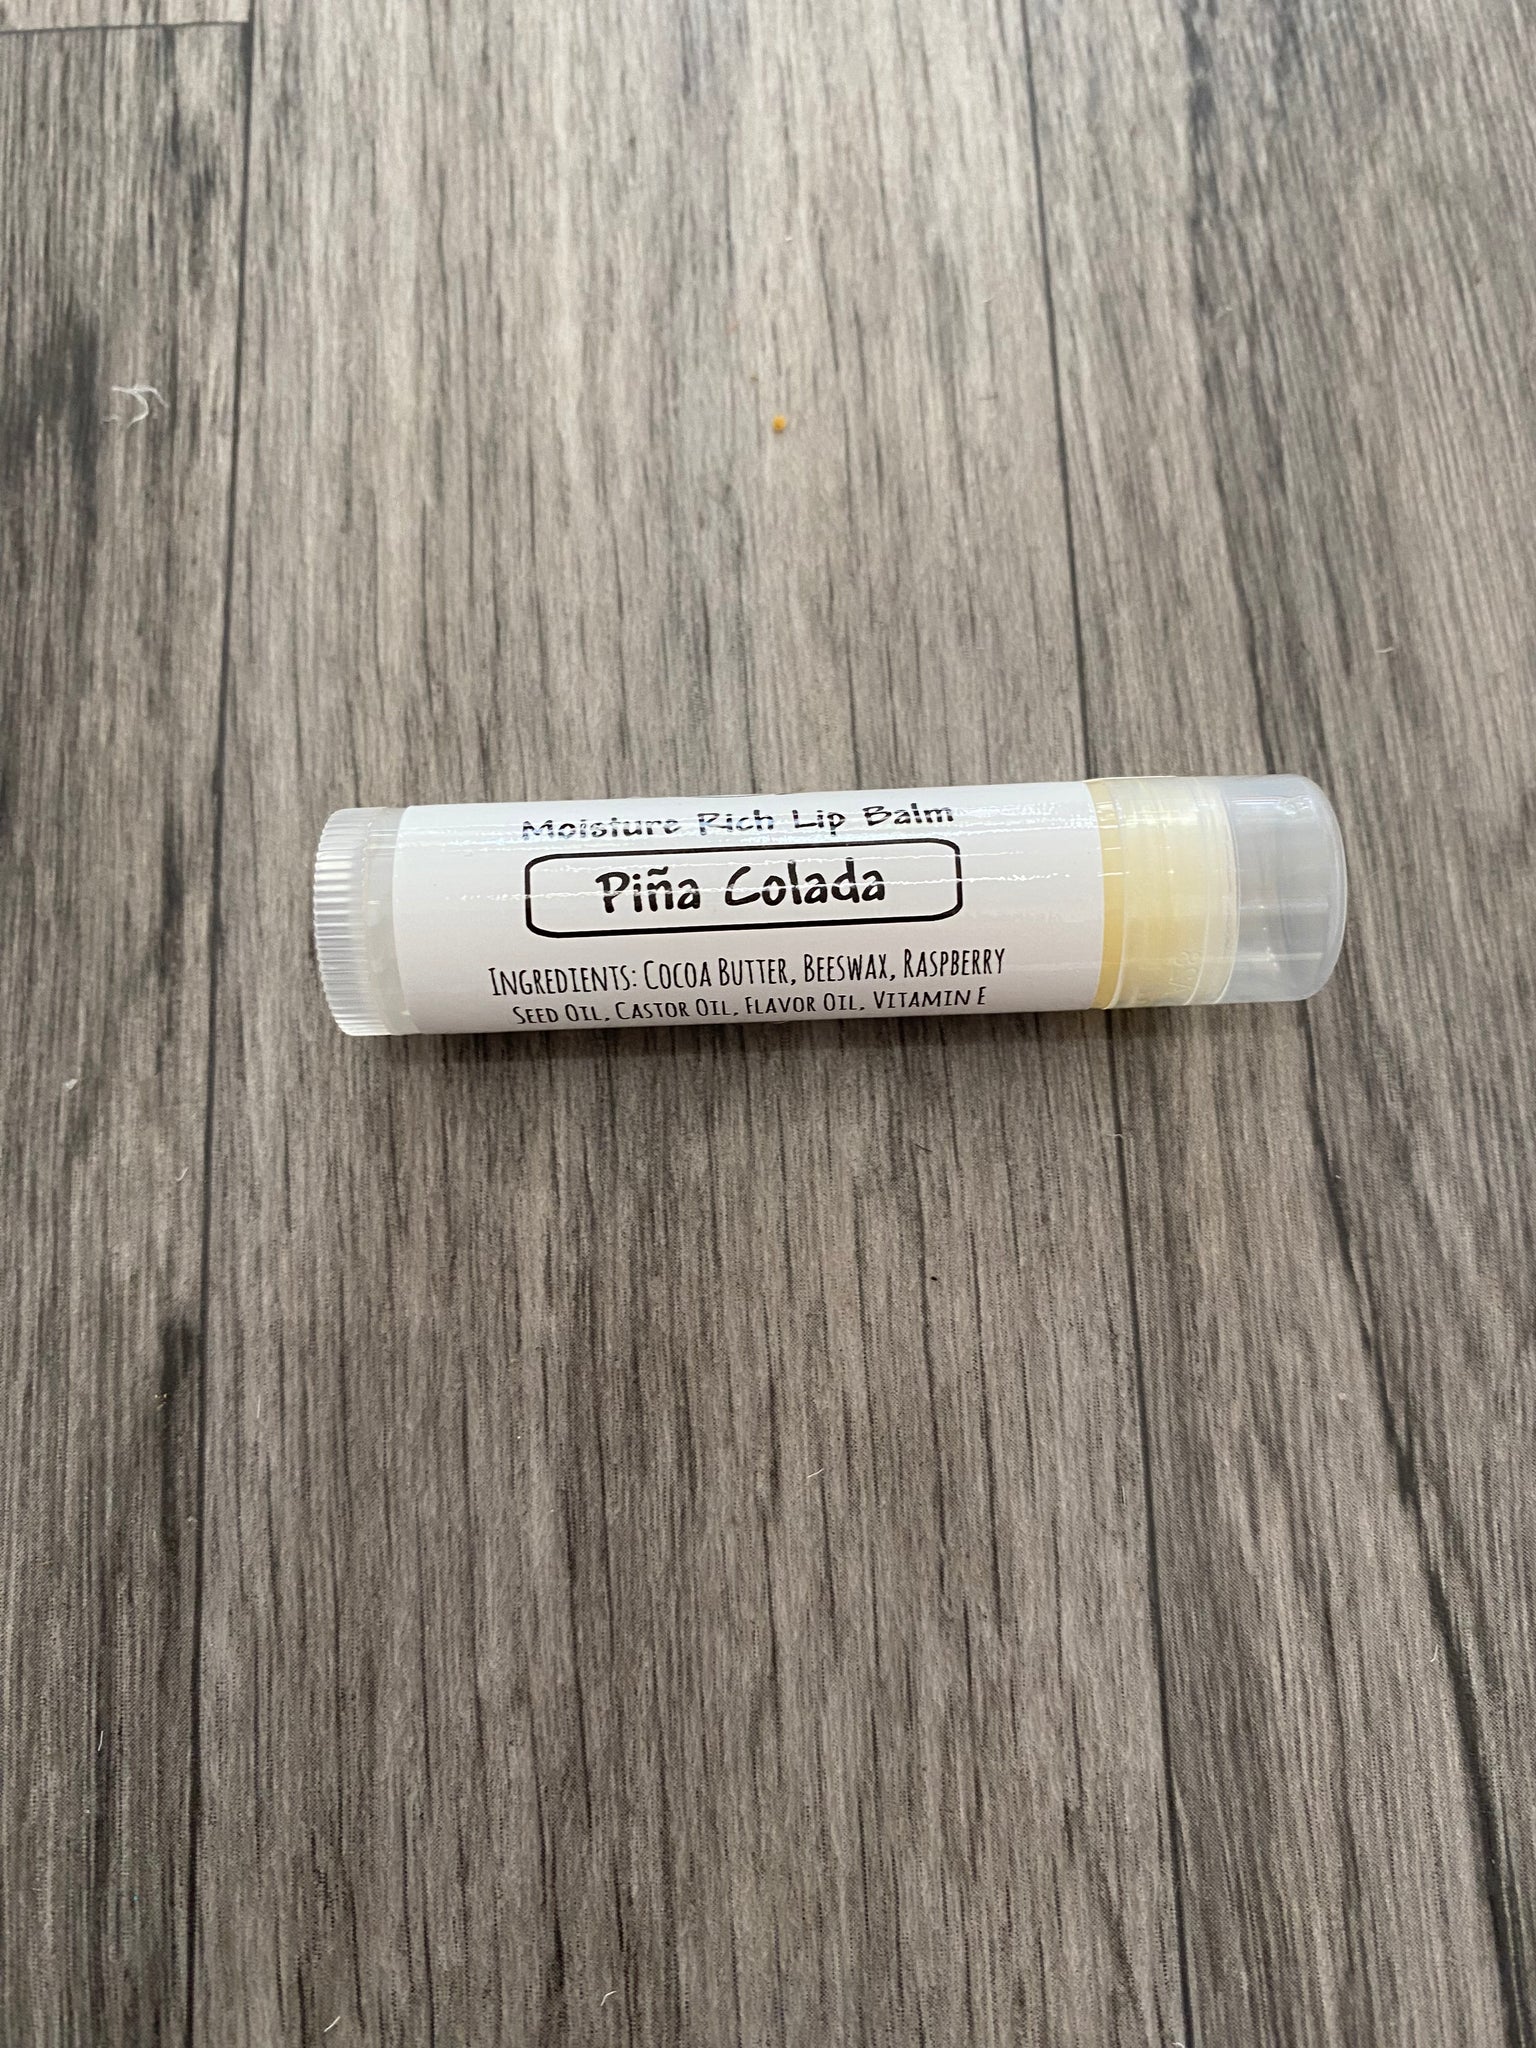 Moisture Rich Lip Balm
Piña Colada
INGREDIENTS: COCOA BUTTER, BEESWAX, RASPBERRY
SEED OIL, CASTOR OIL, FLAVOR OIL, VITAMIN E